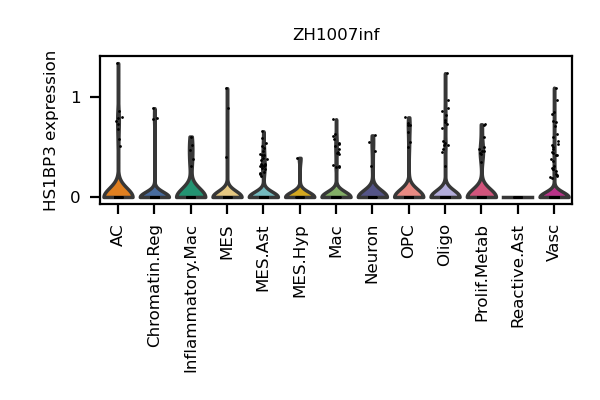 ZH1007inf
HS1BP3 expression
1
0
AC
Chromatin.Reg
Inflammatory.Mac
MES
MES.Ast
MES.Hyp
Mac
Neuron
OPC
Oligo
Prolif.Metab
Reactive.Ast
Vasc